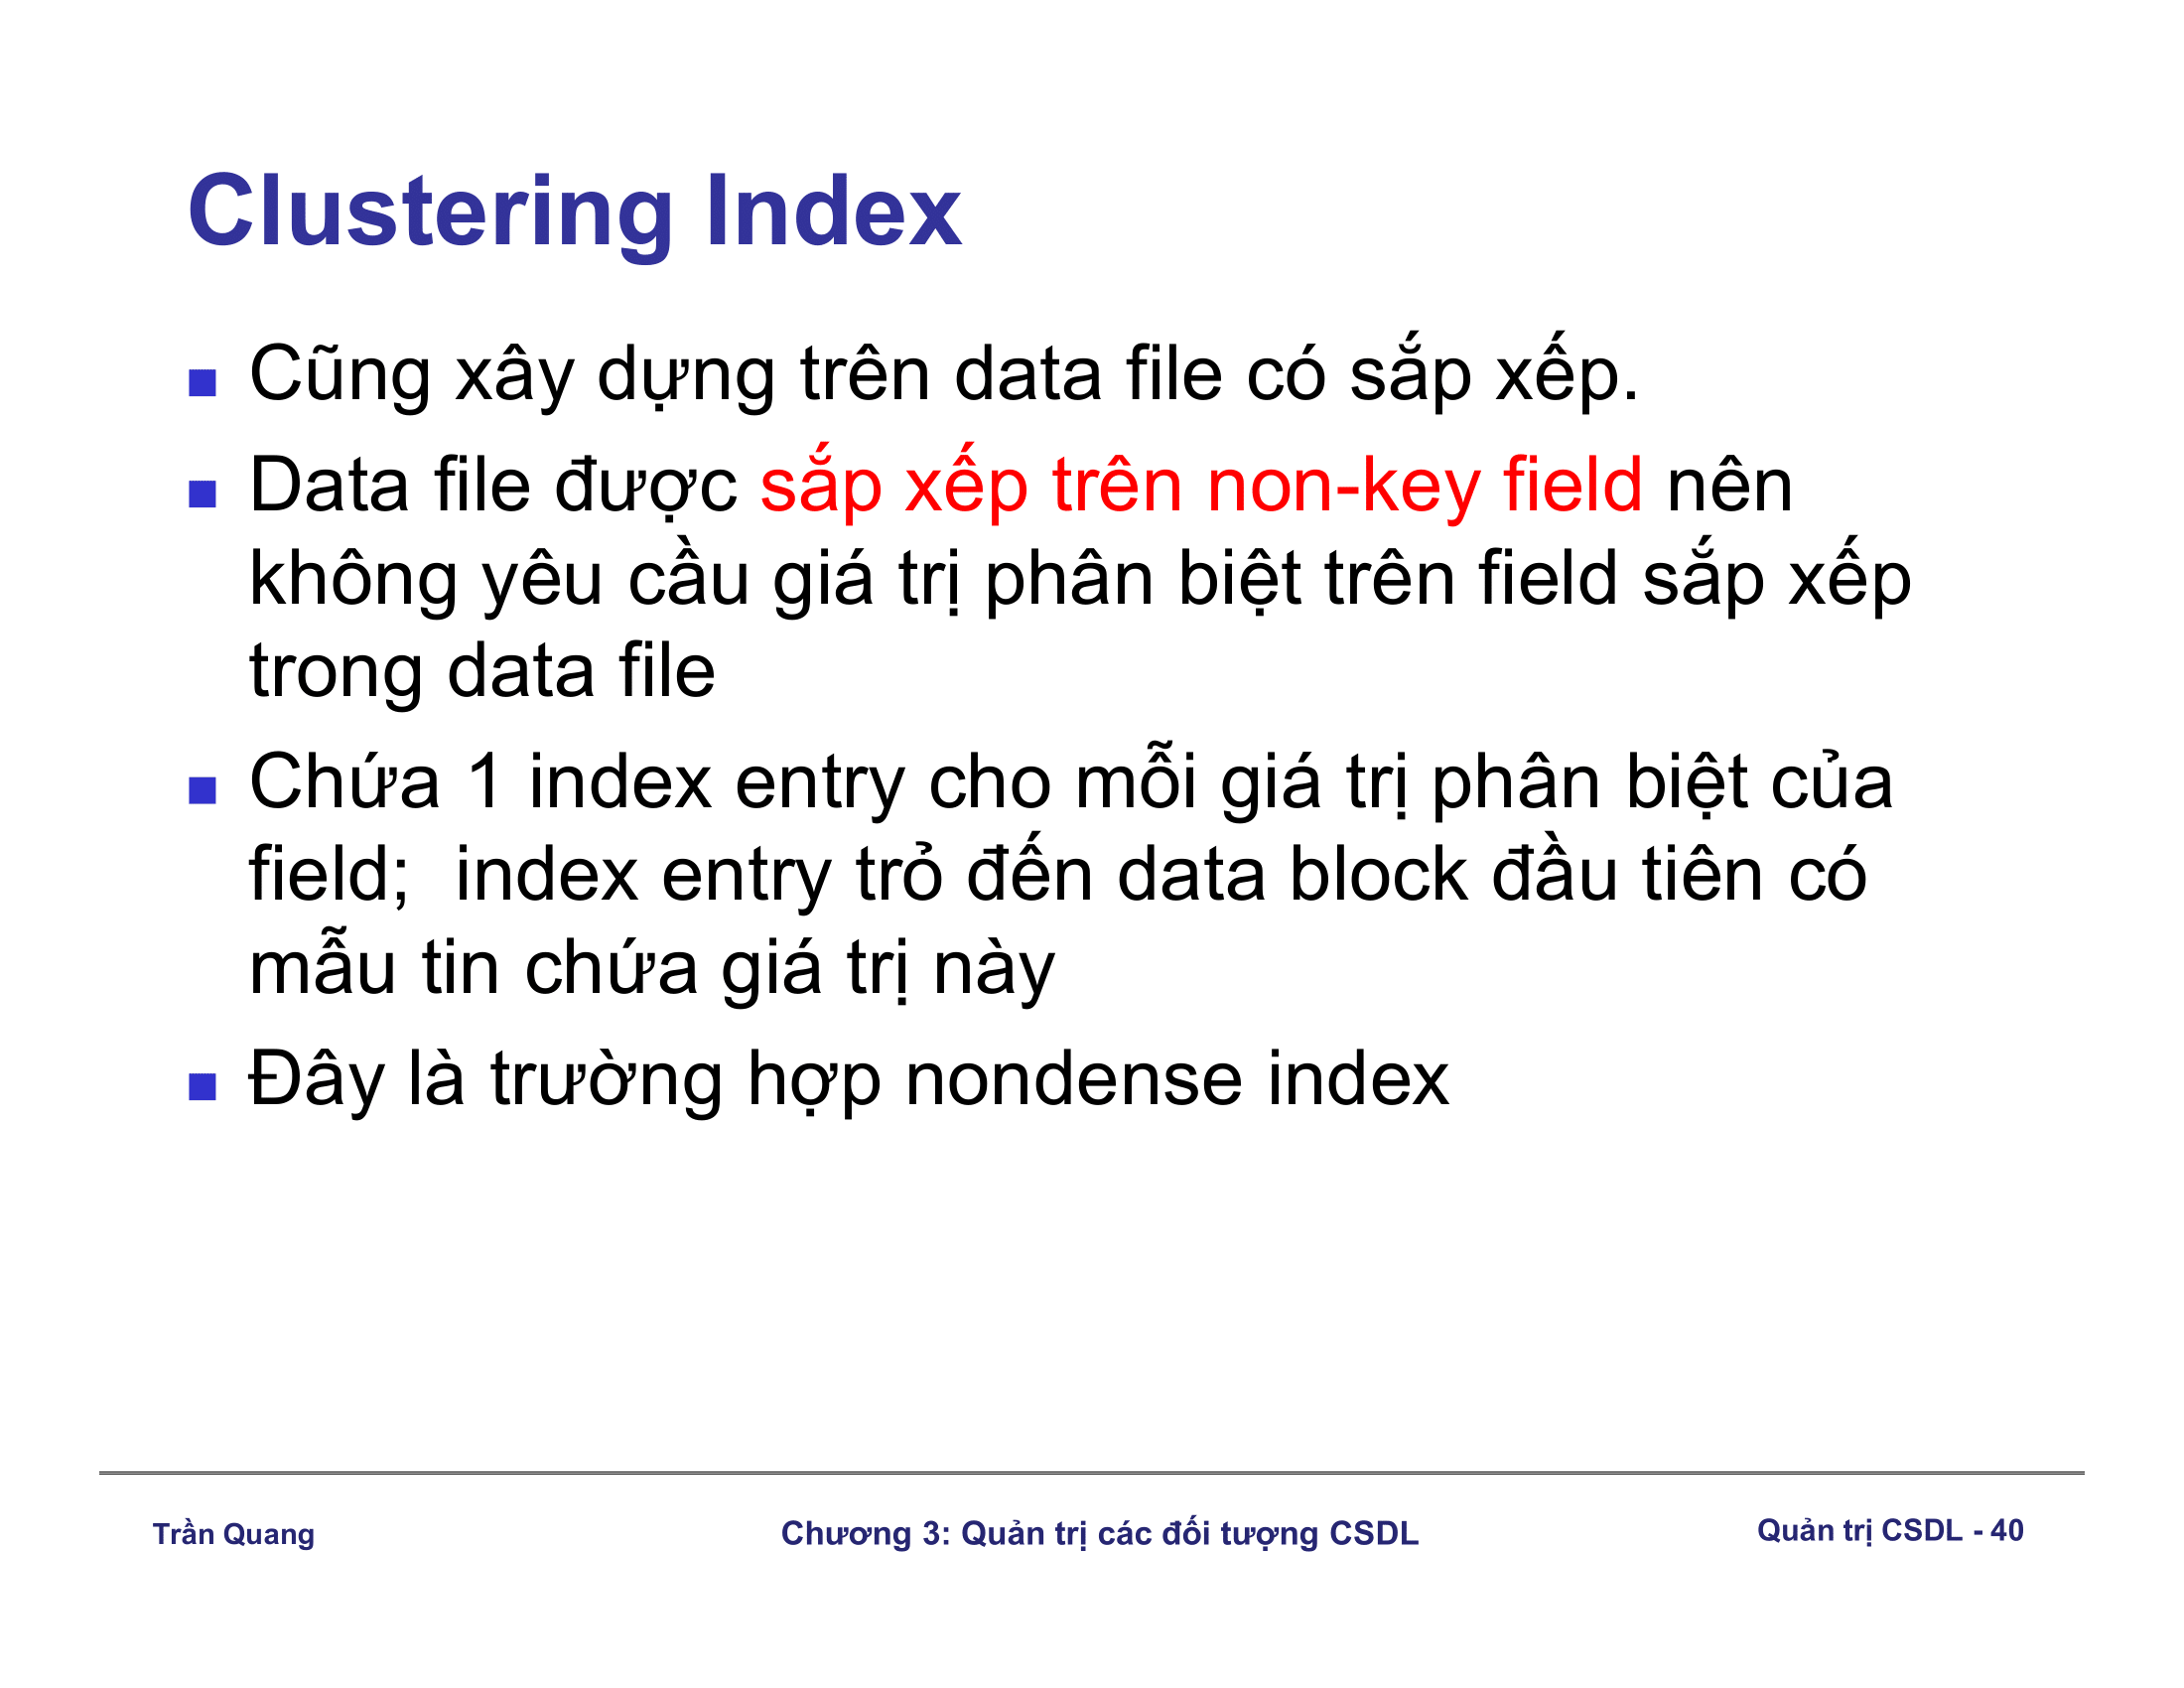 Clustering Index
Cũng xây dựng trên data file có sắp xếp.
Data file được sắp xếp trên non-key field nên
không yêu cầu giá trị phân biệt trên field sắp xếp
trong data file
Chứa 1 index entry cho mỗi giá trị phân biệt của
field;  index entry trỏ đến data block đầu tiên có
mẫu tin chứa giá trị này
Đây là trường hợp nondense index
Trần Quang
Chương 3: Quản trị các đối tượng CSDL
Quản trị CSDL - 40